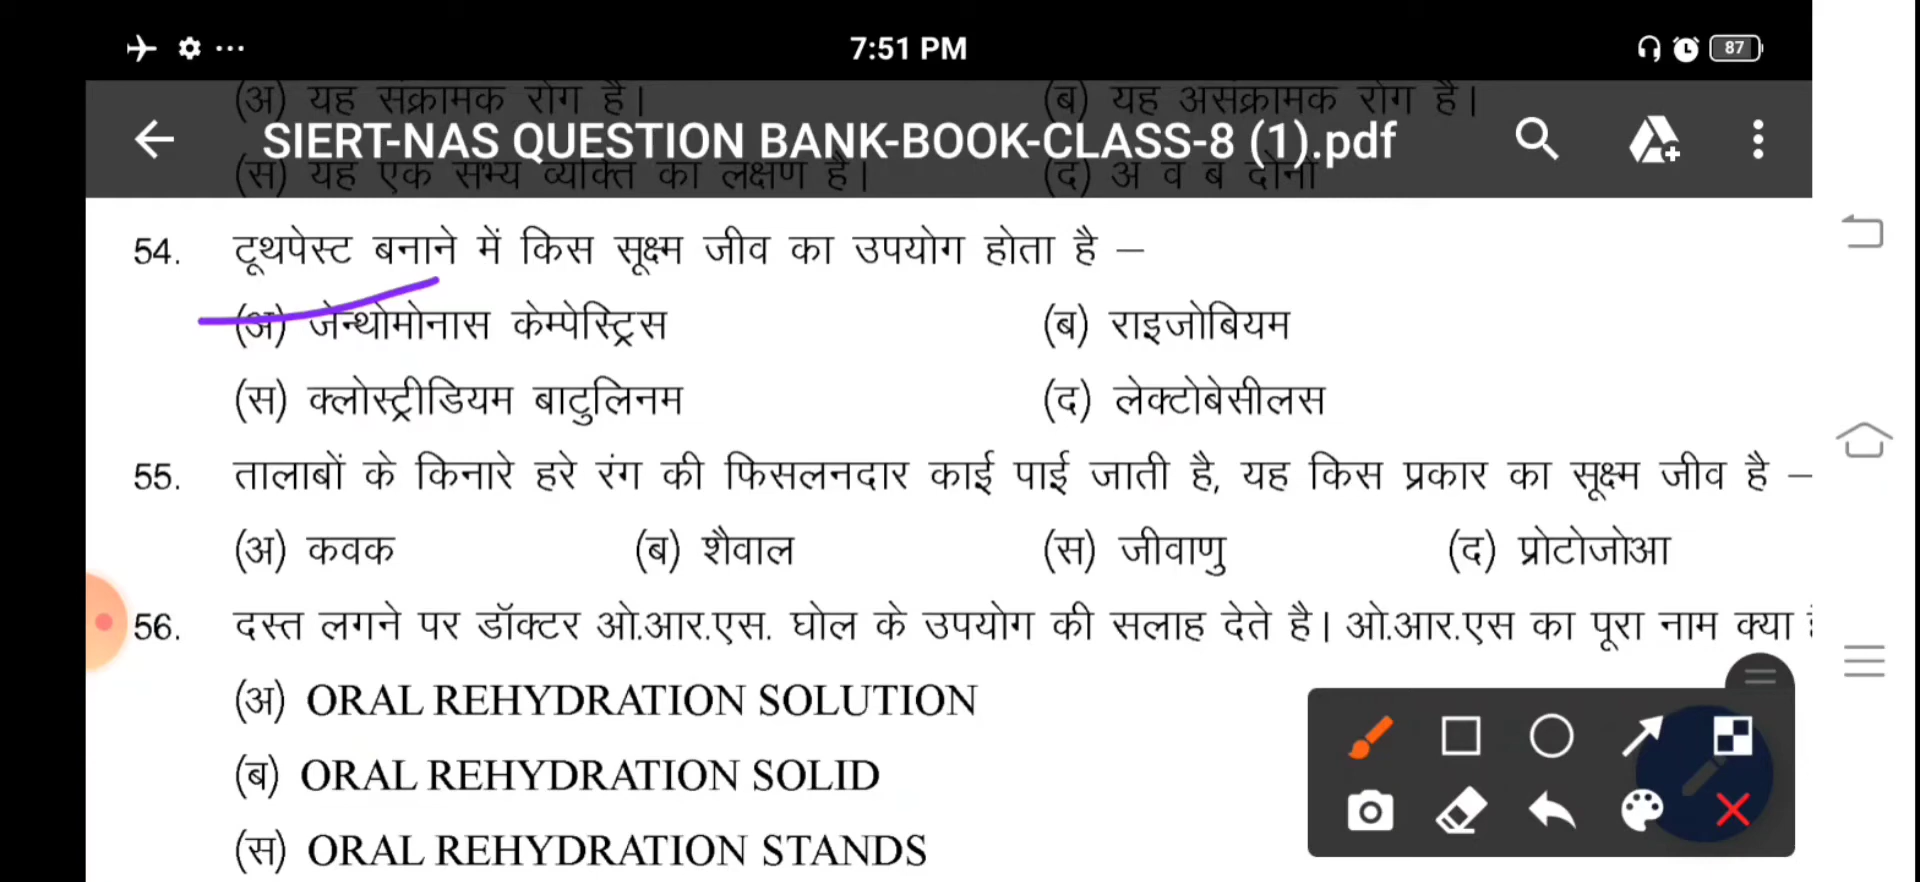 7:51 PM
87
(अ) यह संक्रामक रोग है। (ब) यह असंक्रामक रोग है।
SIERT-NAS QUESTION BANK-BOOK-CLASS-8 (1).pdf
(स) यह एक सभ्य व्यक्ति का लक्षण है। (द) अ व ब दोनों
54. टूथपेस्ट बनाने में किस सूक्ष्म जीव का उपयोग होता है –
(अ) जेन्थोमोनास केम्पेस्ट्रिस (ब) राइजोबियम
(स) क्लोस्ट्रीडियम बाटुलिनम (द) लेक्टोबेसीलस
55. तालाबों के किनारे हरे रंग की फिसलनदार काई पाई जाती है, यह किस प्रकार का सूक्ष्म जीव है –
(अ) कवक (ब) शैवाल (स) जीवाणु (द) प्रोटोजोआ
56. दस्त लगने पर डॉक्टर ओ.आर.एस. घोल के उपयोग की सलाह देते है। ओ.आर.एस का पूरा नाम क्या
(अ) ORAL REHYDRATION SOLUTION
(ब) ORAL REHYDRATION SOLID
(स) ORAL REHYDRATION STANDS